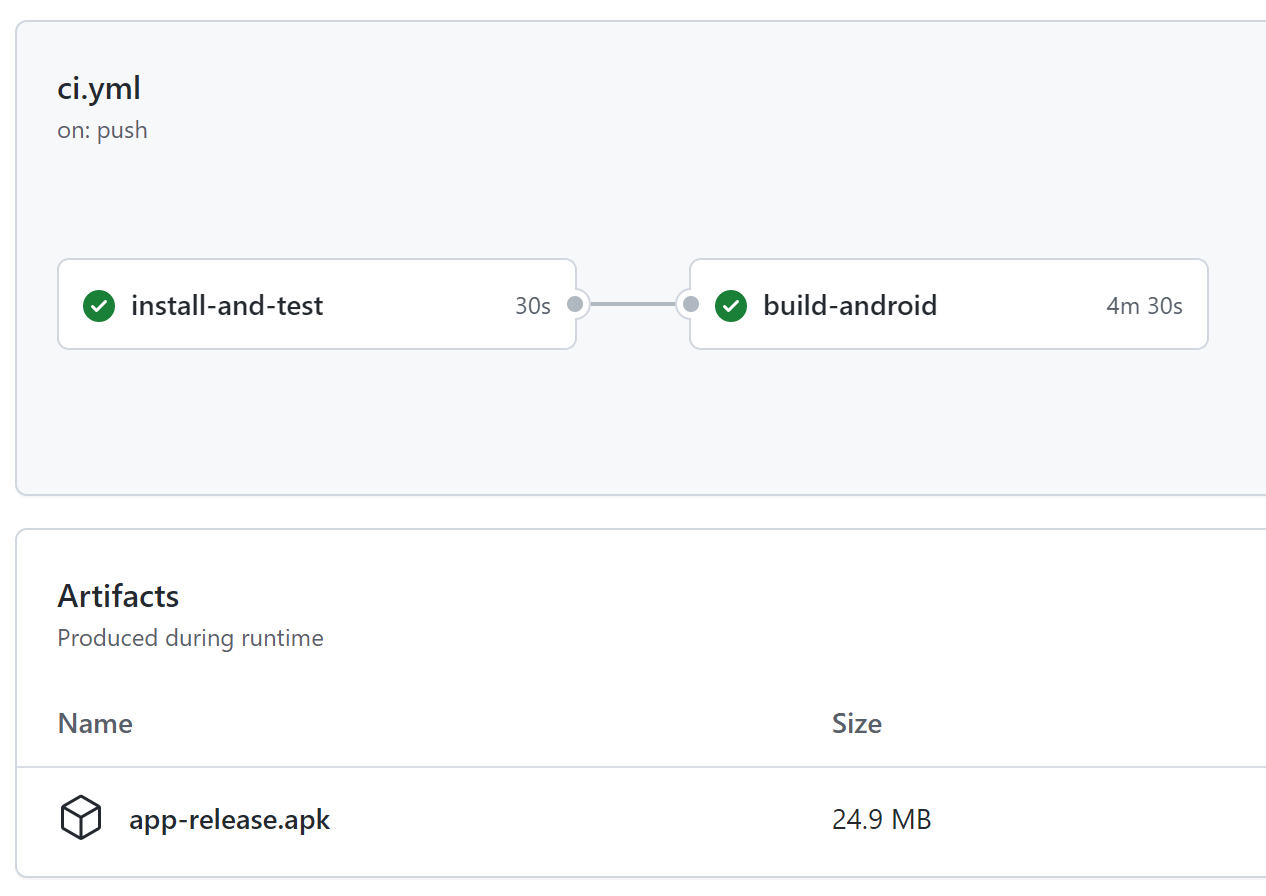 ci.yml
on: push
install-and-test 30s
build-android 4m 30s
Artifacts
Produced during runtime
Name Size
app-release.apk 24.9 MB